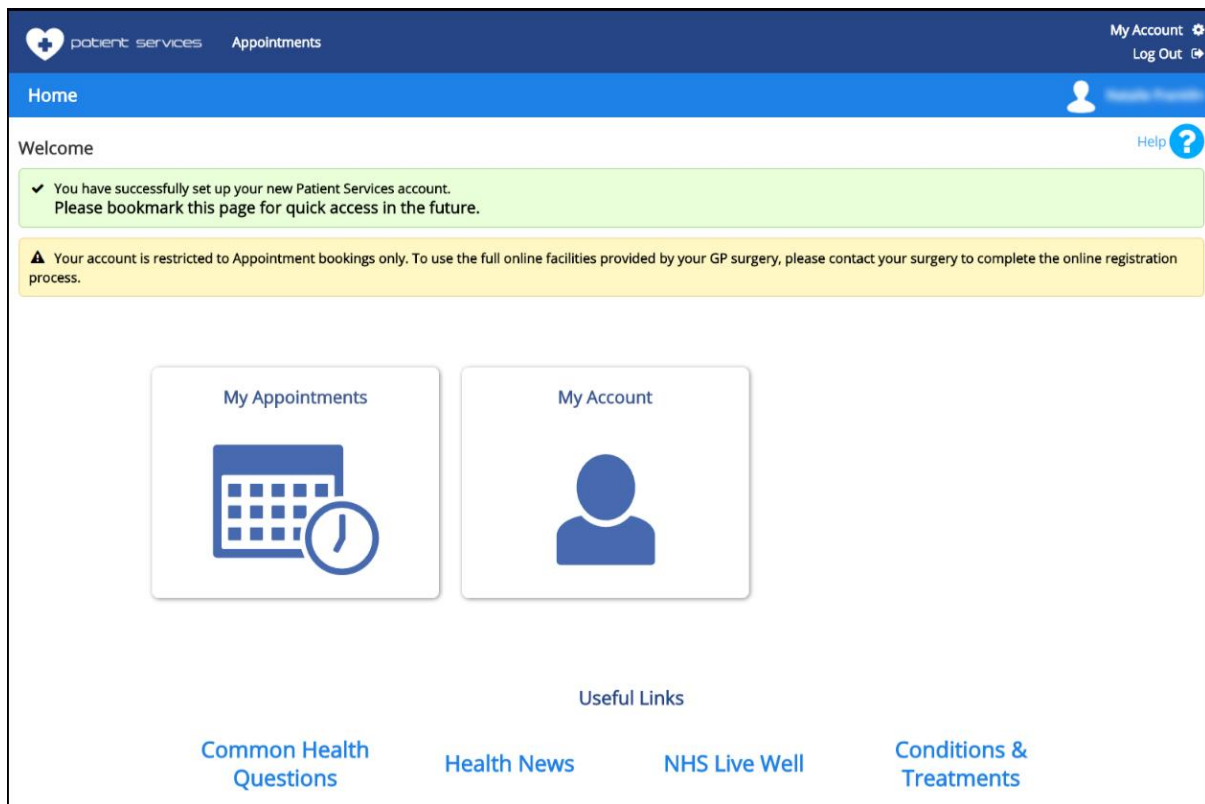 patient services Appointments
My Account
Log Out
Home
Help ?
Welcome
You have successfully set up your new Patient Services account.
Please bookmark this page for quick access in the future.
Your account is restricted to Appointment bookings only. To use the full online facilities provided by your GP surgery, please contact your surgery to complete the online registration
process.
My Appointments
My Account
Useful Links
Common Health
Questions
Health News
NHS Live Well
Conditions &
Treatments